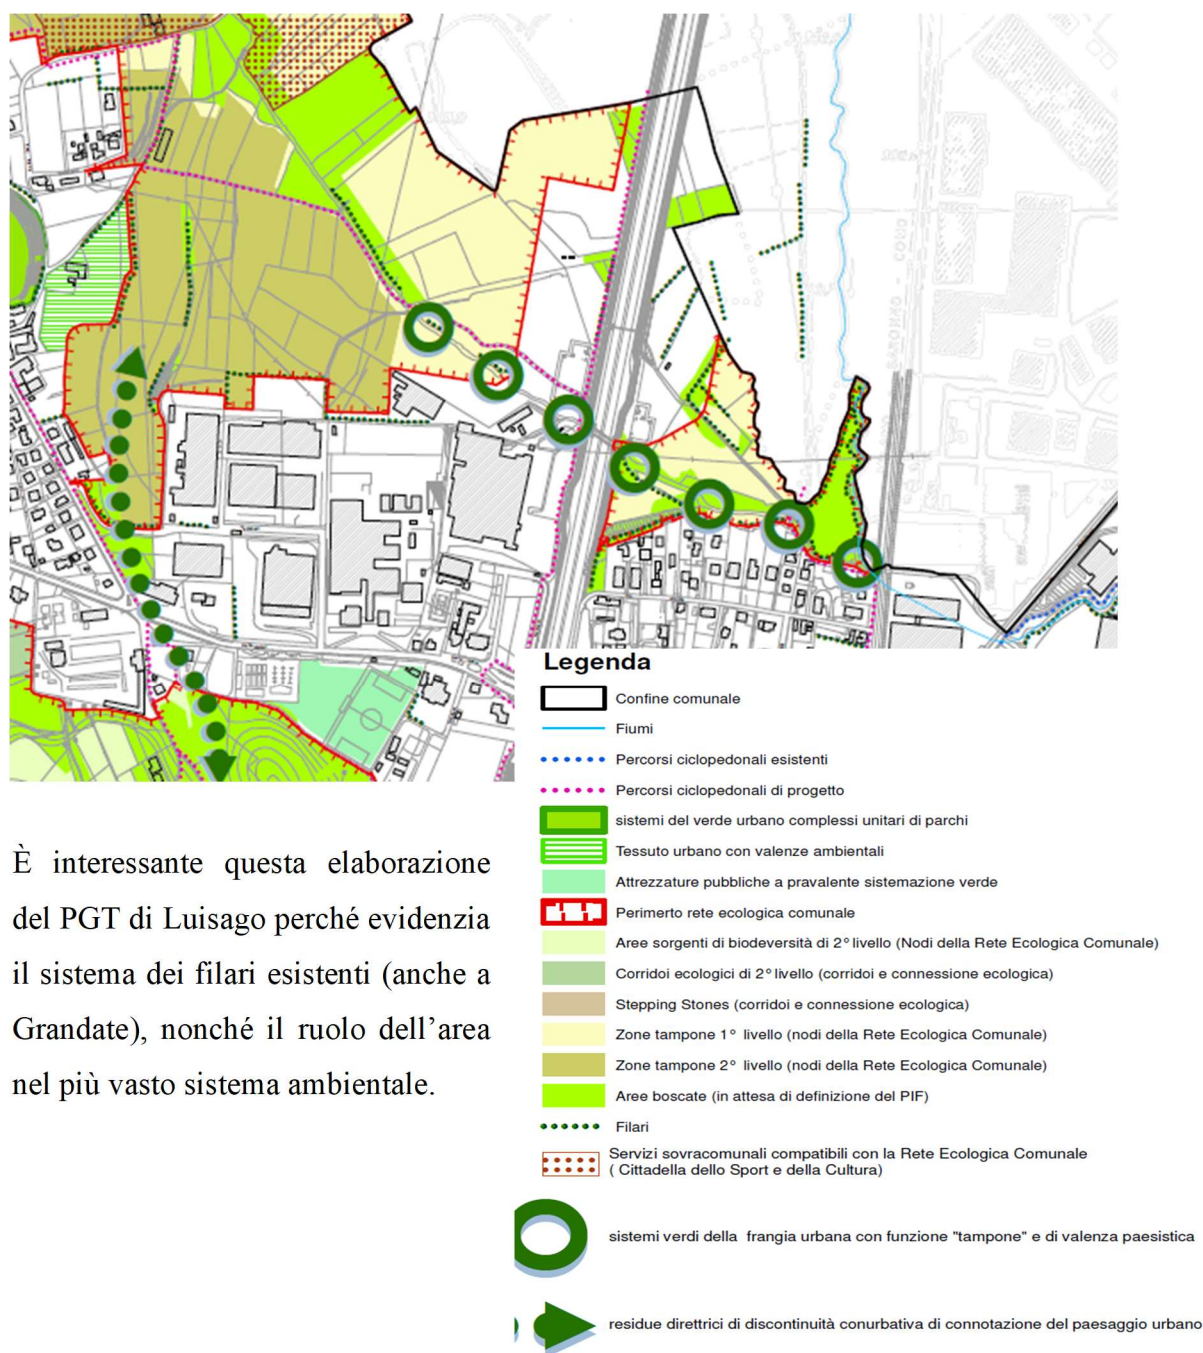 SARONNO - COMO
Legenda
Confine comunale
Fiumi
Percorsi ciclopedonali esistenti
Percorsi ciclopedonali di progetto
sistemi del verde urbano complessi unitari di parchi
Tessuto urbano con valenze ambientali
Attrezzature pubbliche a pravalente sistemazione verde
Perimerto rete ecologica comunale
Aree sorgenti di biodeversità di 2° livello (Nodi della Rete Ecologica Comunale)
Corridoi ecologici di 2° livello (corridoi e connessione ecologica)
Stepping Stones (corridoi e connessione ecologica)
Zone tampone 1° livello (nodi della Rete Ecologica Comunale)
Zone tampone 2° livello (nodi della Rete Ecologica Comunale)
Aree boscate (in attesa di definizione del PIF)
Filari
Servizi sovracomunali compatibili con la Rete Ecologica Comunale
( Cittadella dello Sport e della Cultura)
sistemi verdi della frangia urbana con funzione "tampone" e di valenza paesistica
residue direttrici di discontinuità conurbativa di connotazione del paesaggio urbano
È interessante questa elaborazione
del PGT di Luisago perché evidenzia
il sistema dei filari esistenti (anche a
Grandate), nonché il ruolo dell’area
nel più vasto sistema ambientale.